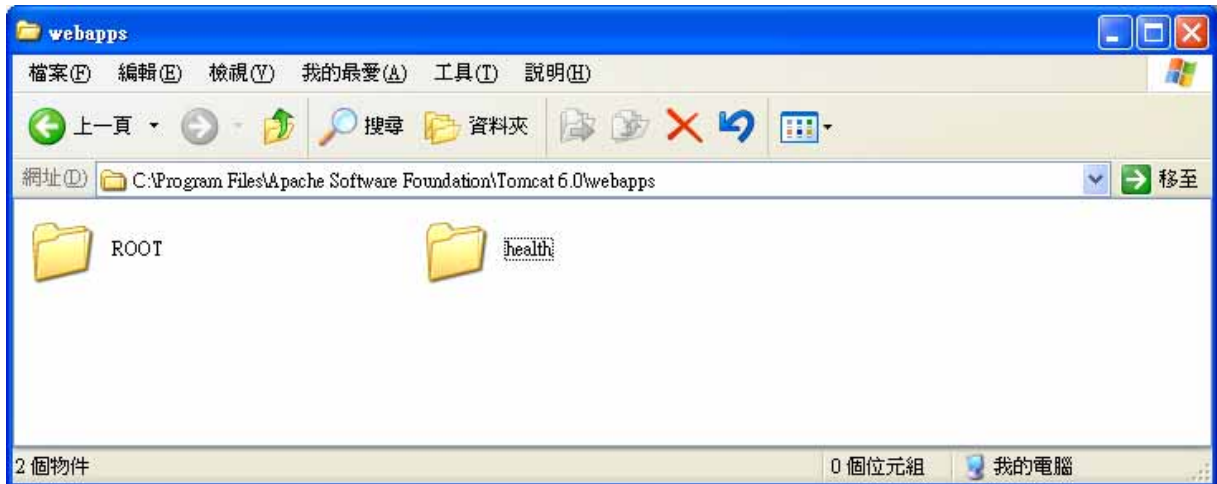 webapps
檔案(F) 編輯(E) 檢視(V) 我的最愛(A) 工具(T) 說明(H)
上一頁 搜尋 資料夾
網址(D) C:\Program Files\Apache Software Foundation\Tomcat 6.0\webapps 移至
ROOT health
2 個物件 0 個位元組 我的電腦